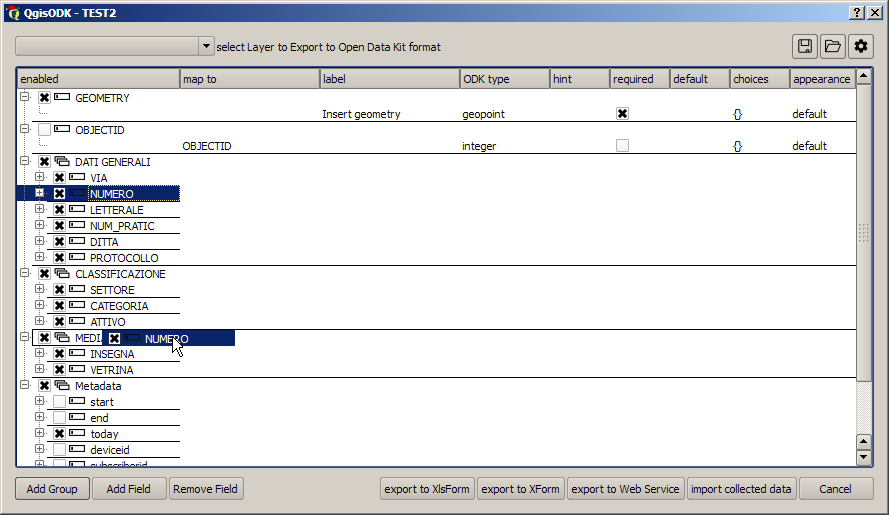 QgisODK - TEST2
select Layer to Export to Open Data Kit format
enabled map to label ODK type hint required default choices appearance
GEOMETRY
Insert geometry geopoint {} default
OBJECTID
OBJECTID integer {} default
DATI GENERALI
VIA
NUMERO
LETTERALE
NUM_PRATIC
DITTA
PROTOCOLLO
CLASSIFICAZIONE
SETTORE
CATEGORIA
ATTIVO
MEDIA NUMERO
INSEGNA
VETRINA
Metadata
start
end
today
deviceid
subscriberid
Add Group Add Field Remove Field export to XlsForm export to XForm export to Web Service import collected data Cancel